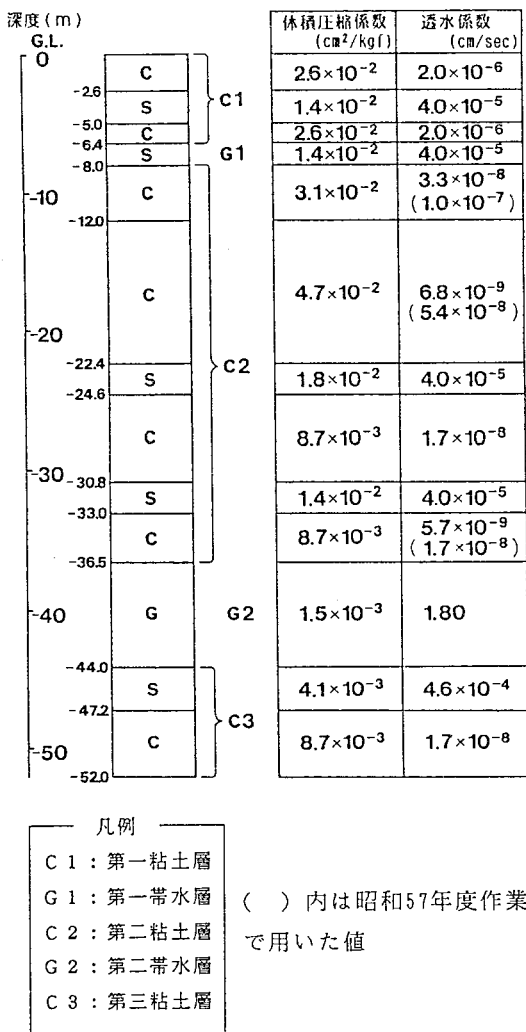 深度(m)
G.L.
体積圧縮係数 (cm²/kgf)
透水係数 (cm/sec)
0
C 2.6×10⁻² 2.0×10⁻⁶
-2.6
S C1 1.4×10⁻² 4.0×10⁻⁵
-5.0
C 2.6×10⁻² 2.0×10⁻⁶
-6.4
S G1 1.4×10⁻² 4.0×10⁻⁵
-8.0
-10 C 3.1×10⁻² 3.3×10⁻⁸
(1.0×10⁻⁷)
-12.0
C 4.7×10⁻² 6.8×10⁻⁹
(5.4×10⁻⁸)
-20
-22.4 C2
S 1.8×10⁻² 4.0×10⁻⁵
-24.6
C 8.7×10⁻³ 1.7×10⁻⁸
-30
-30.8
S 1.4×10⁻² 4.0×10⁻⁵
-33.0
C 8.7×10⁻³ 5.7×10⁻⁹
(1.7×10⁻⁸)
-36.5
-40 G G2 1.5×10⁻³ 1.80
-44.0
S 4.1×10⁻³ 4.6×10⁻⁴
-47.2 C3
-50 C 8.7×10⁻³ 1.7×10⁻⁸
-52.0
凡例
C1:第一粘土層
G1:第一帯水層
C2:第二粘土層
G2:第二帯水層
C3:第三粘土層
( )内は昭和57年度作業
で用いた値